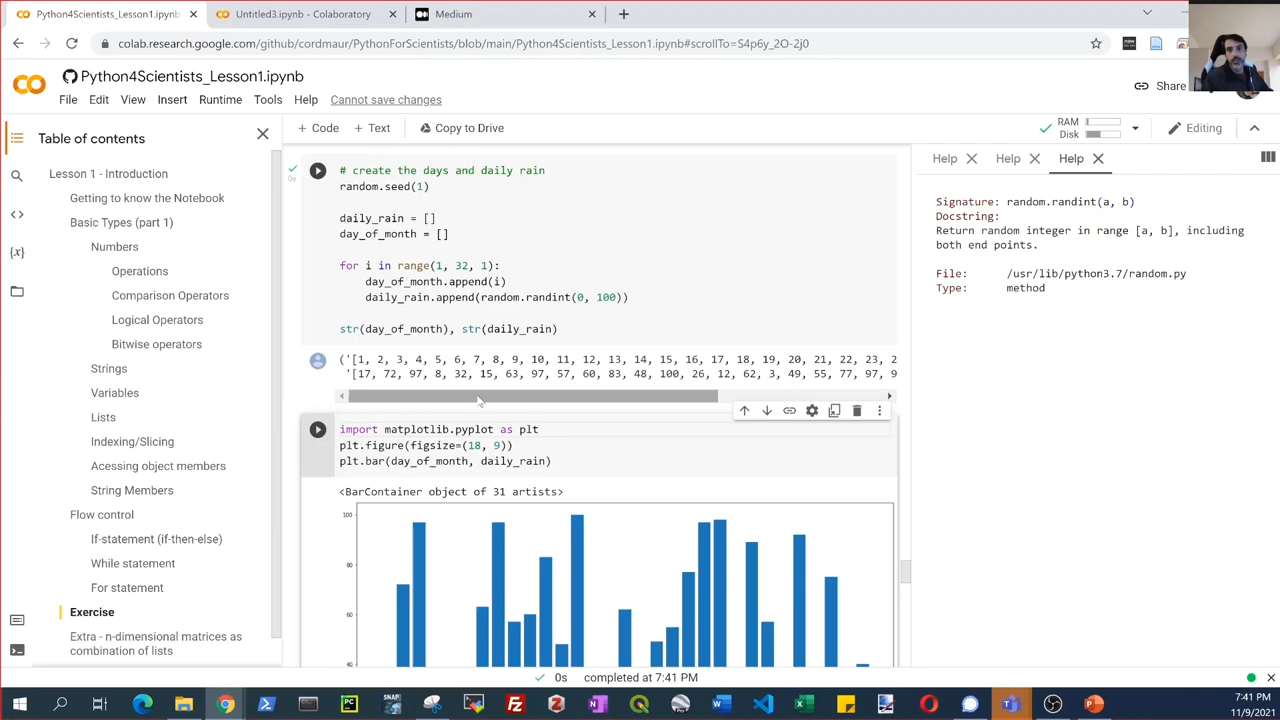 Python4Scientists_Lesson1.ipynb
Untitled3.ipynb - Colaboratory
Medium
colab.research.google.com/github/cordmaur/PythonForScientists/blob/main/Python4Scientists_Lesson1.ipynb#scrollTo=S4p6y_2O-2j0
Python4Scientists_Lesson1.ipynb
File Edit View Insert Runtime Tools Help Cannot save changes
Share
+ Code + Text Copy to Drive
RAM
Disk
Editing
Table of contents
Lesson 1 - Introduction
Getting to know the Notebook
Basic Types (part 1)
Numbers
Operations
Comparison Operators
Logical Operators
Bitwise operators
Strings
Variables
Lists
Indexing/Slicing
Acessing object members
String Members
Flow control
If-statement (if-then-else)
While statement
For statement
Exercise
Extra - n-dimensional matrices as
combination of lists
0s
# create the days and daily rain
random.seed(1)
daily_rain = []
day_of_month = []
for i in range(1, 32, 1):
day_of_month.append(i)
daily_rain.append(random.randint(0, 100))
str(day_of_month), str(daily_rain)
('[1, 2, 3, 4, 5, 6, 7, 8, 9, 10, 11, 12, 13, 14, 15, 16, 17, 18, 19, 20, 21, 22, 23, 2
'[17, 72, 97, 8, 32, 15, 63, 97, 57, 60, 83, 48, 100, 26, 12, 62, 3, 49, 55, 77, 97, 9
import matplotlib.pyplot as plt
plt.figure(figsize=(18, 9))
plt.bar(day_of_month, daily_rain)
<BarContainer object of 31 artists>
100
80
60
40
Help Help Help
Signature: random.randint(a, b)
Docstring:
Return random integer in range [a, b], including
both end points.
File: /usr/lib/python3.7/random.py
Type: method
0s completed at 7:41 PM
7:41 PM
11/9/2021